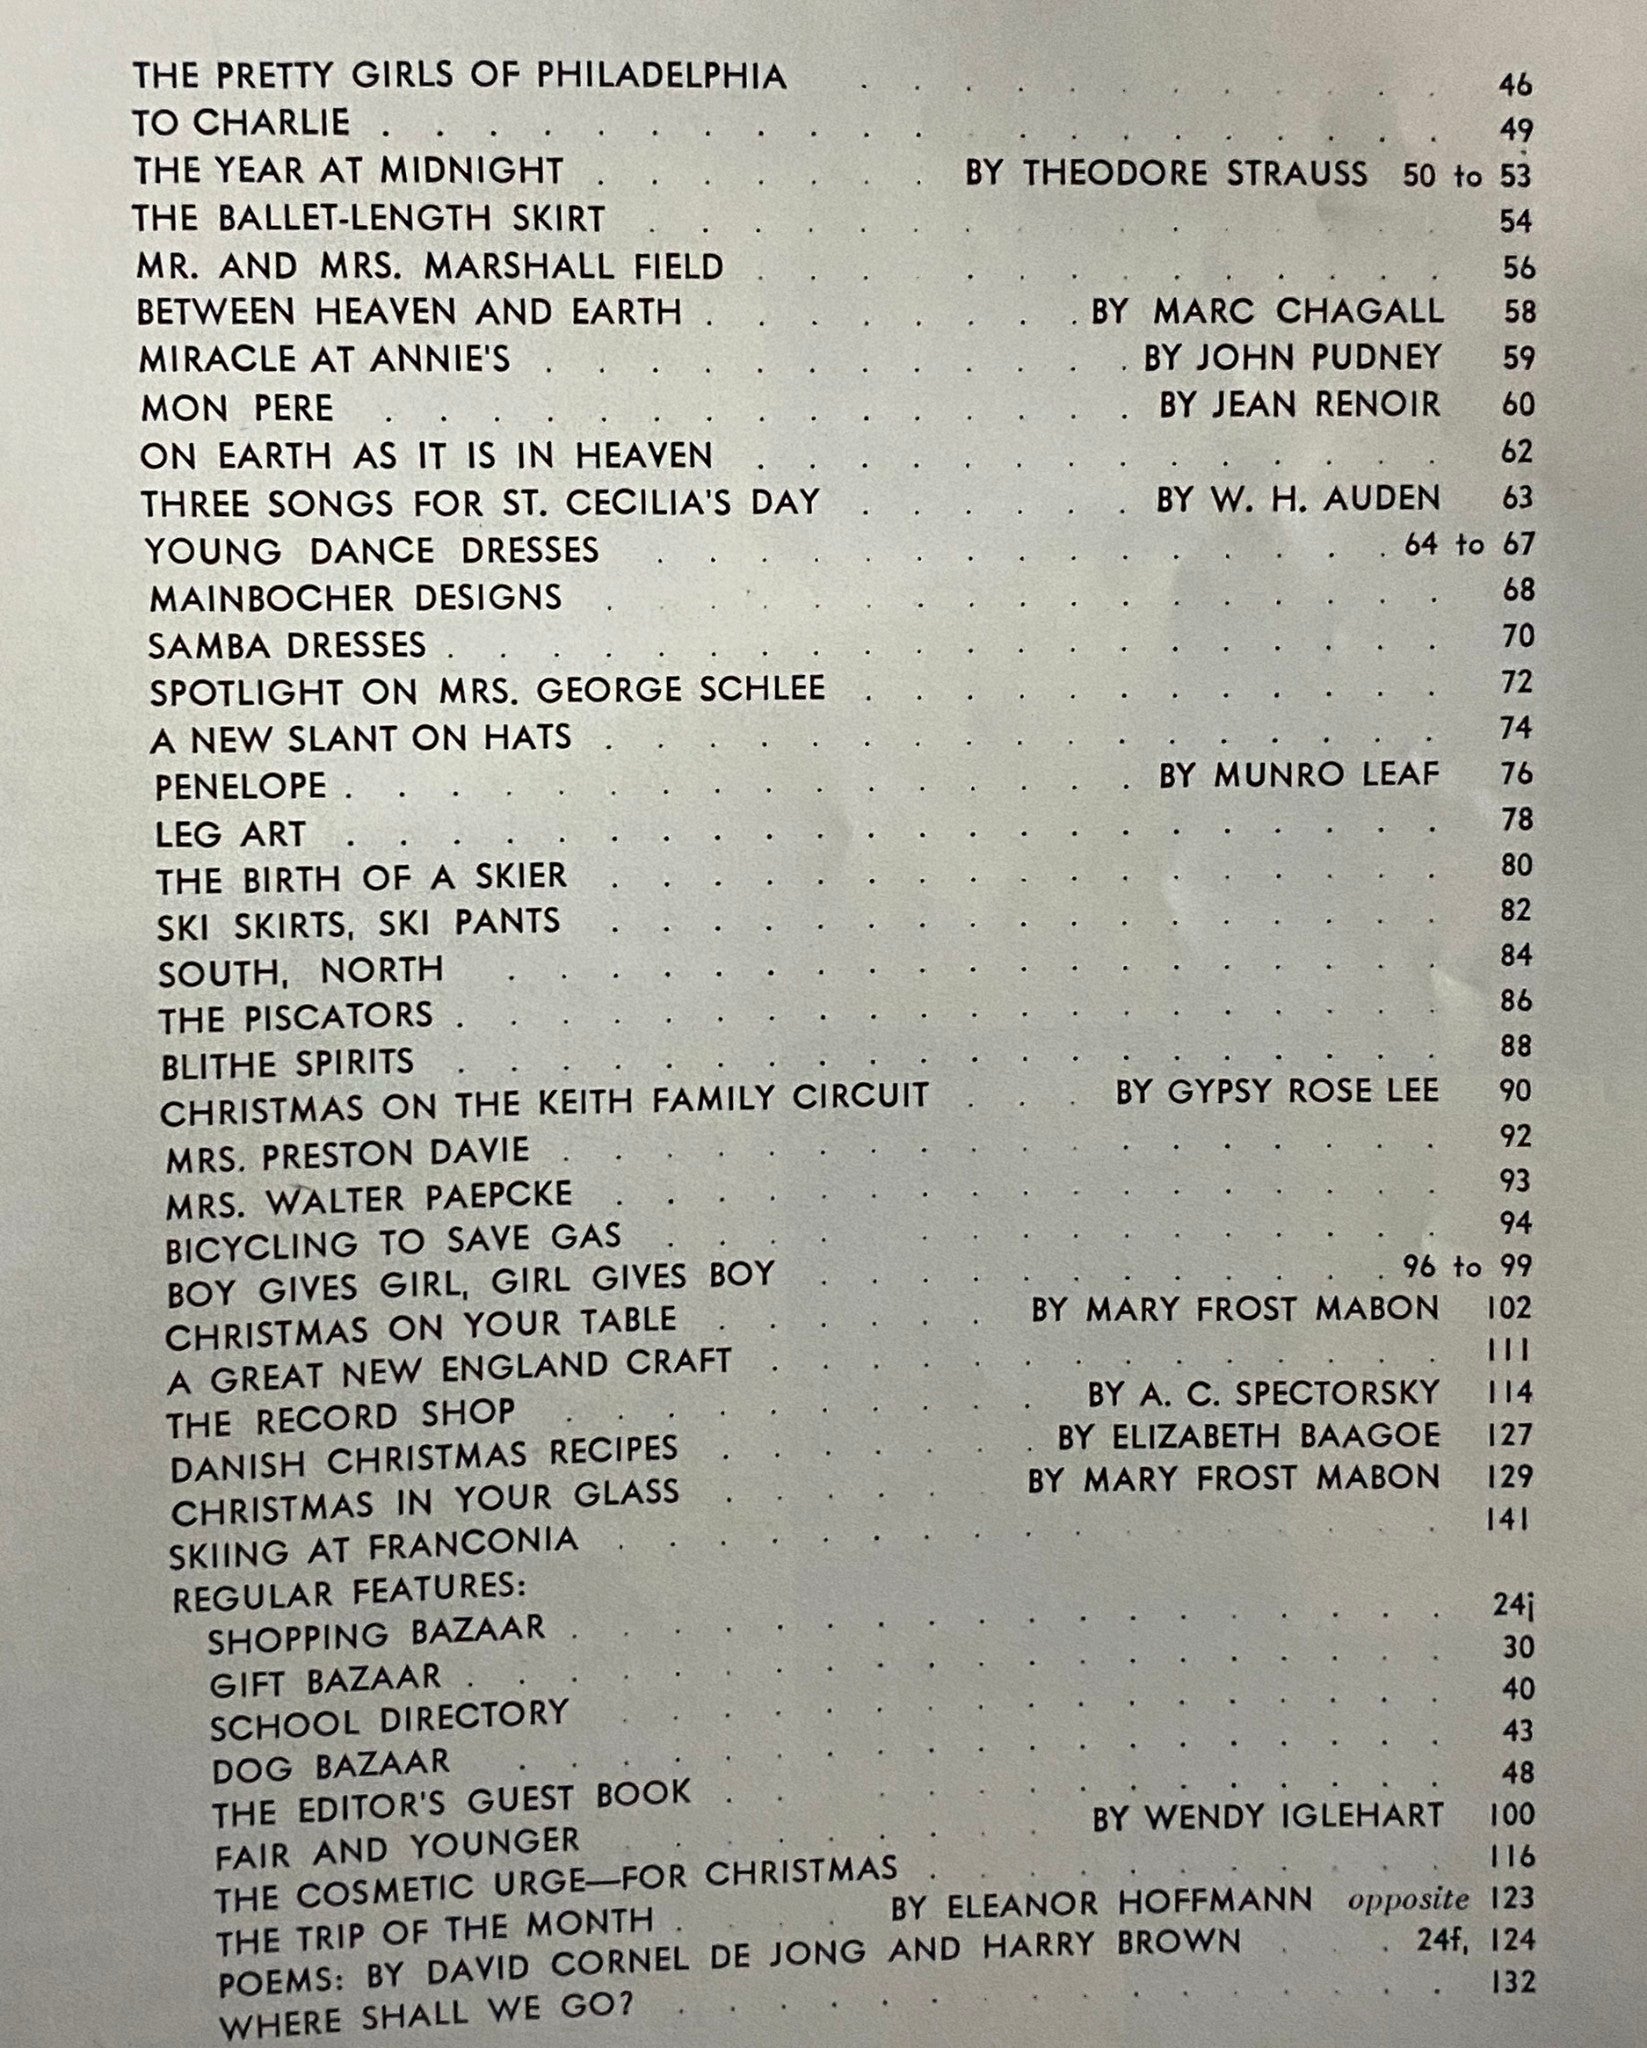 THE PRETTY GIRLS OF PHILADELPHIA . . . . . . . . . . . . 46
TO CHARLIE . . . . . . . . . . . . . . . . . . . . 49
THE YEAR AT MIDNIGHT . . . . . . . BY THEODORE STRAUSS 50 to 53
THE BALLET-LENGTH SKIRT . . . . . . . . . . . . . . . . 54
MR. AND MRS. MARSHALL FIELD . . . . . . . . . . . . . . 56
BETWEEN HEAVEN AND EARTH . . . . . . . . BY MARC CHAGALL 58
MIRACLE AT ANNIE'S . . . . . . . . . . . . BY JOHN PUDNEY 59
MON PERE . . . . . . . . . . . . . . . BY JEAN RENOIR 60
ON EARTH AS IT IS IN HEAVEN . . . . . . . . . . . . . . 62
THREE SONGS FOR ST. CECILIA'S DAY . . . . . . BY W. H. AUDEN 63
YOUNG DANCE DRESSES . . . . . . . . . . . . . . . 64 to 67
MAINBOCHER DESIGNS . . . . . . . . . . . . . . . . 68
SAMBA DRESSES . . . . . . . . . . . . . . . . . . . . 70
SPOTLIGHT ON MRS. GEORGE SCHLEE . . . . . . . . . . . . 72
A NEW SLANT ON HATS . . . . . . . . . . . . . . . . . 74
PENELOPE . . . . . . . . . . . . . . . . BY MUNRO LEAF 76
LEG ART . . . . . . . . . . . . . . . . . . . . . . 78
THE BIRTH OF A SKIER . . . . . . . . . . . . . . . . . 80
SKI SKIRTS, SKI PANTS . . . . . . . . . . . . . . . . . 82
SOUTH, NORTH . . . . . . . . . . . . . . . . . . . 84
THE PISCATORS . . . . . . . . . . . . . . . . . . . . 86
BLITHE SPIRITS . . . . . . . . . . . . . . . . . . . . 88
CHRISTMAS ON THE KEITH FAMILY CIRCUIT . . . BY GYPSY ROSE LEE 90
MRS. PRESTON DAVIE . . . . . . . . . . . . . . . . . . 92
MRS. WALTER PAEPCKE . . . . . . . . . . . . . . . . . 93
BICYCLING TO SAVE GAS . . . . . . . . . . . . . . . . 94
BOY GIVES GIRL, GIRL GIVES BOY . . . . . . . . . . . . 96 to 99
CHRISTMAS ON YOUR TABLE . . . . . . BY MARY FROST MABON 102
A GREAT NEW ENGLAND CRAFT . . . . . . . . . . . . . . 111
THE RECORD SHOP . . . . . . . . . . BY A. C. SPECTORSKY 114
DANISH CHRISTMAS RECIPES . . . . . . . BY ELIZABETH BAAGOE 127
CHRISTMAS IN YOUR GLASS . . . . . . BY MARY FROST MABON 129
SKIING AT FRANCONIA . . . . . . . . . . . . . . . . . 141
REGULAR FEATURES:
SHOPPING BAZAAR . . . . . . . . . . . . . . . . . . 24j
GIFT BAZAAR . . . . . . . . . . . . . . . . . . . . 30
SCHOOL DIRECTORY . . . . . . . . . . . . . . . . . 40
DOG BAZAAR . . . . . . . . . . . . . . . . . . . 43
THE EDITOR'S GUEST BOOK . . . . . . . . . . . . . . . 48
FAIR AND YOUNGER . . . . . . . . BY WENDY IGLEHART 100
THE COSMETIC URGE—FOR CHRISTMAS . . . . . . . . . . . 116
THE TRIP OF THE MONTH . . . . BY ELEANOR HOFFMANN opposite 123
POEMS: BY DAVID CORNEL DE JONG AND HARRY BROWN . . . 24f, 124
WHERE SHALL WE GO? . . . . . . . . . . . . . . . . 132